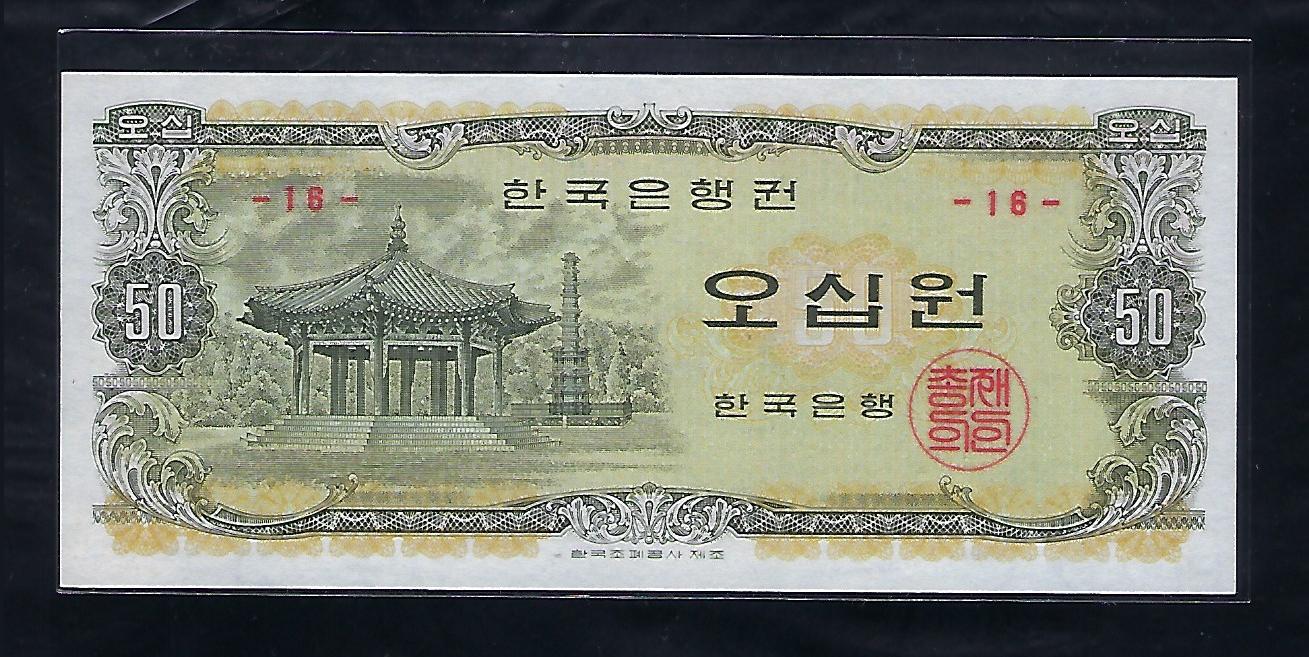 오십 오십
-16- 한국은행권 -16-
오십원
50 50
한국은행 총재의인
한국조폐공사 제조